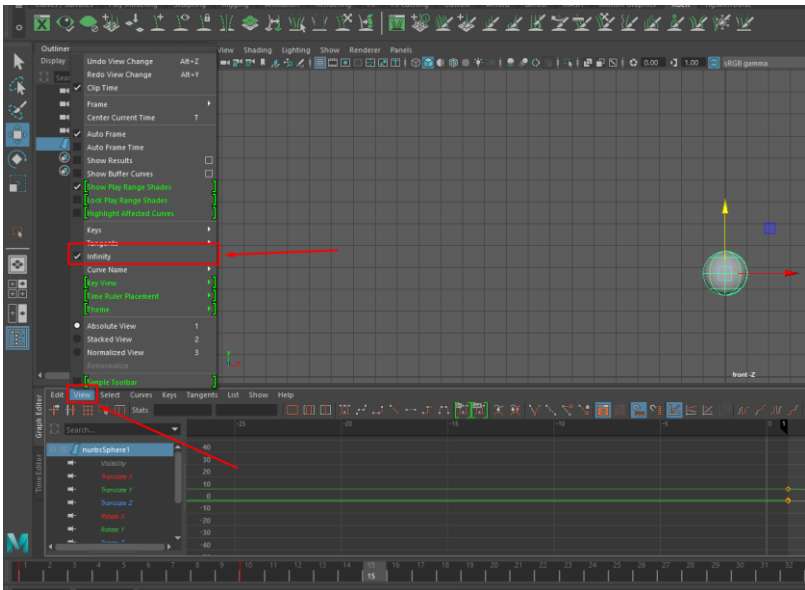 Outliner
View Shading Lighting Show Renderer Panels
Display
0.00 1.00 sRGB gamma
Undo View Change Alt+Z
Redo View Change Alt+Y
Clip Time
Frame
Center Current Time T
Auto Frame
Auto Frame Time
Show Results
Show Buffer Curves
Show Play Range Shades
Lock Play Range Shades
Highlight Affected Curves
Keys
Tangents
Infinity
Curve Name
Key View
Time Ruler Placement
Theme
Absolute View 1
Stacked View 2
Normalized View 3
Renormalize
Simple Toolbar
front -Z
Edit View Select Curves Keys Tangents List Show Help
Graph Editor
Stats
Search...
-25 -20 -15 -10 -5 0 1
nurbsSphere1
Visibility
Translate X
Translate Y
Translate Z
Rotate X
Rotate Y
Time Editor
40
30
20
10
0
-10
-20
-30
-40
1 2 3 4 5 6 7 8 9 10 11 12 13 14 15 16 17 18 19 20 21 22 23 24 25 26 27 28 29 30 31 32
15